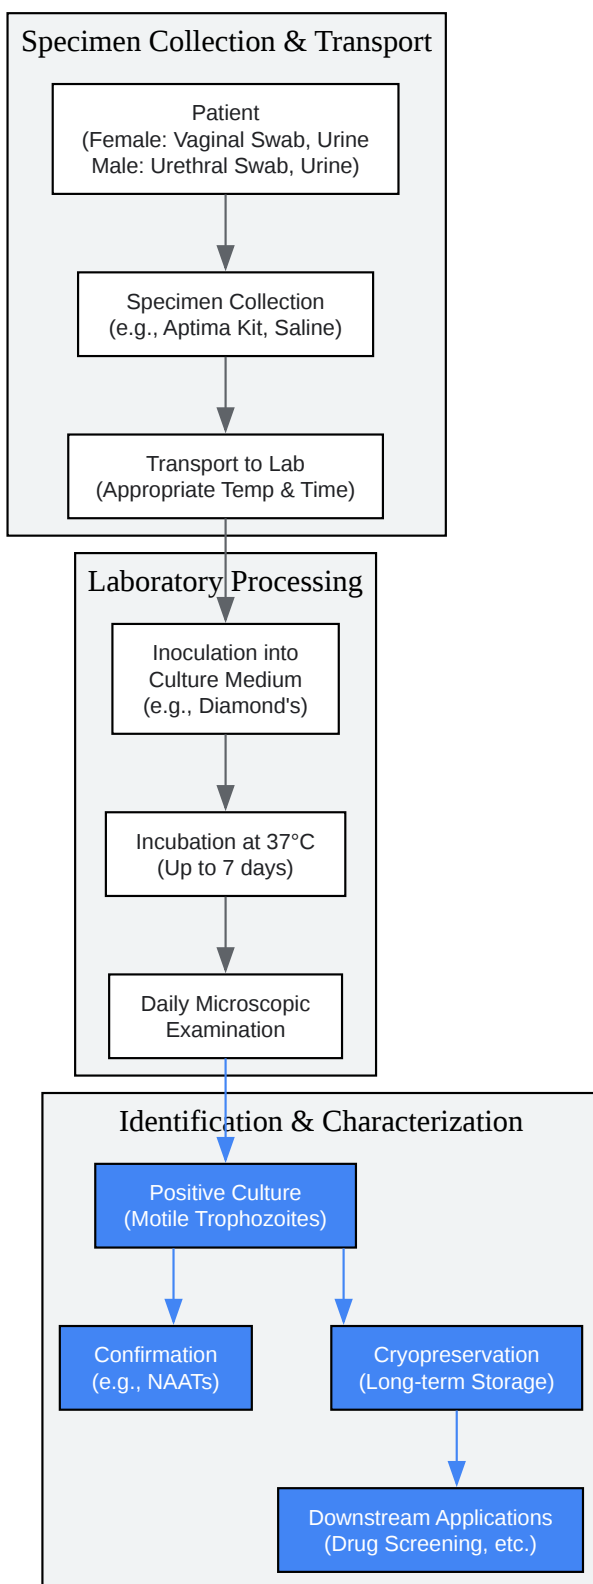 Specimen Collection & Transport
Patient
(Female: Vaginal Swab, Urine
Male: Urethral Swab, Urine)
Specimen Collection
(e.g., Aptima Kit, Saline)
Transport to Lab
(Appropriate Temp & Time)
Laboratory Processing
Inoculation into
Culture Medium
(e.g., Diamond's)
Incubation at 37°C
(Up to 7 days)
Daily Microscopic
Examination
Identification & Characterization
Positive Culture
(Motile Trophozoites)
Confirmation
(e.g., NAATs)
Cryopreservation
(Long-term Storage)
Downstream Applications
(Drug Screening, etc.)